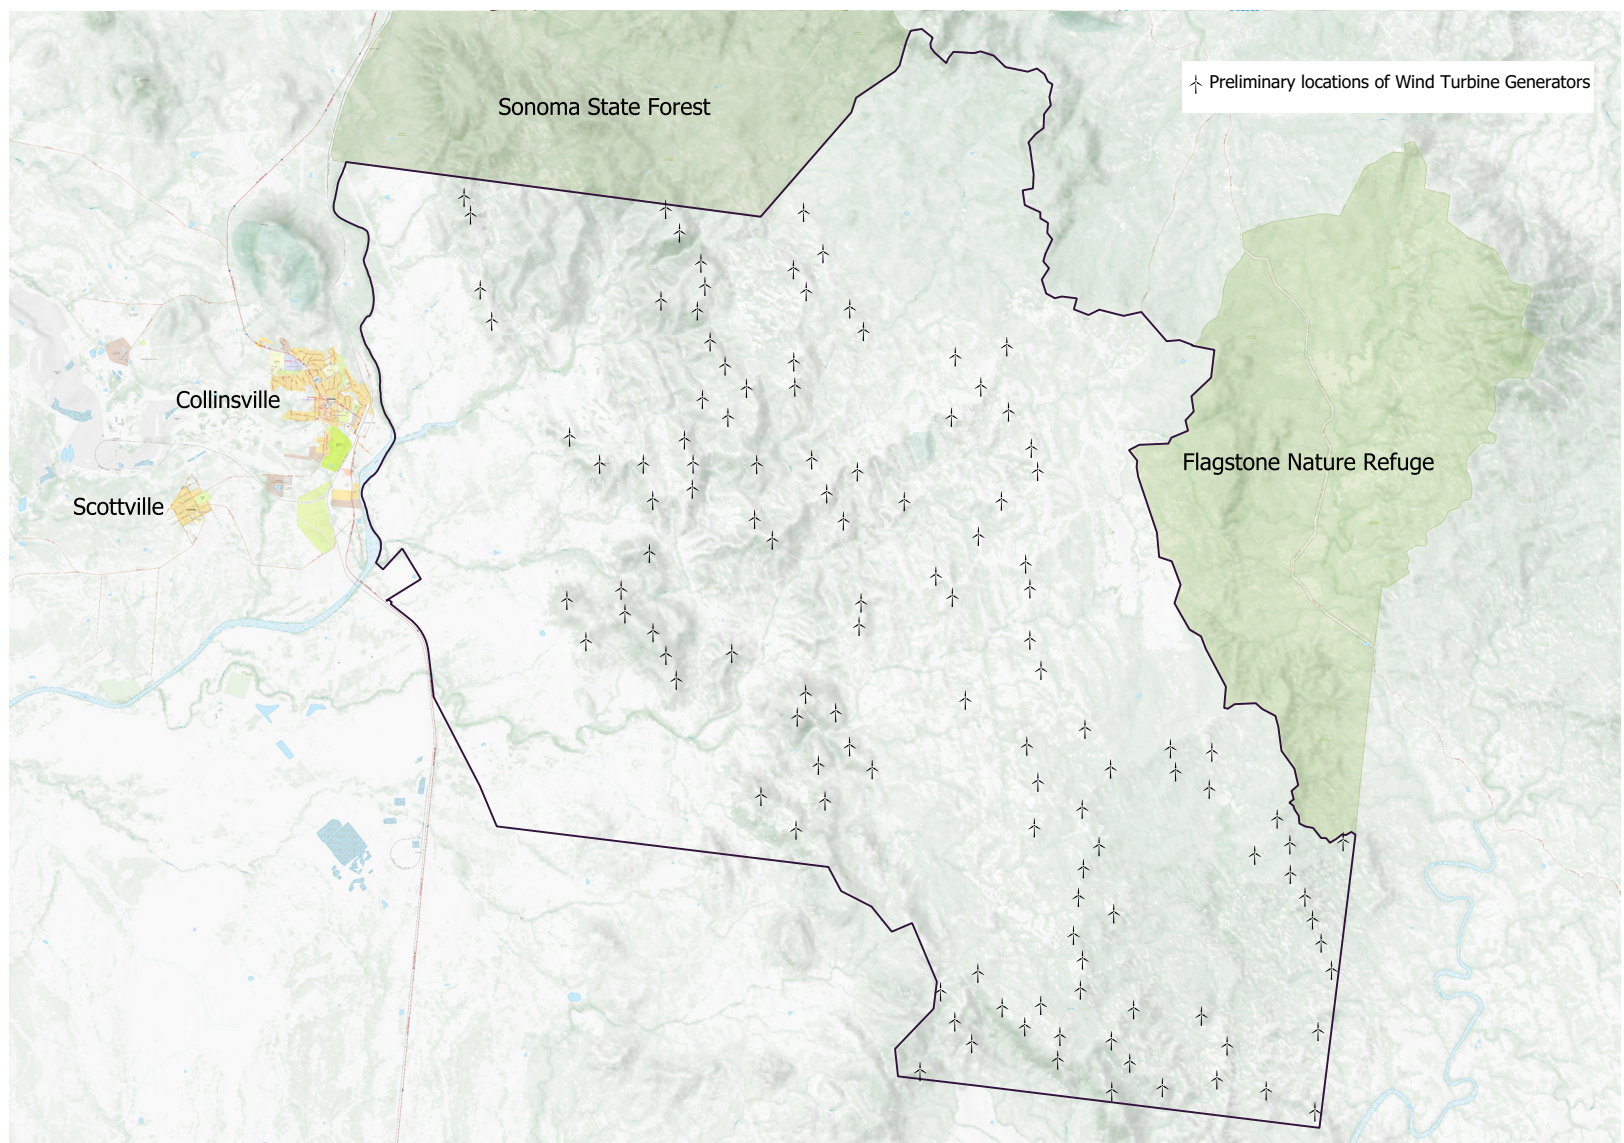 Preliminary locations of Wind Turbine Generators
Sonoma State Forest
Collinsville
Flagstone Nature Refuge
Scottville